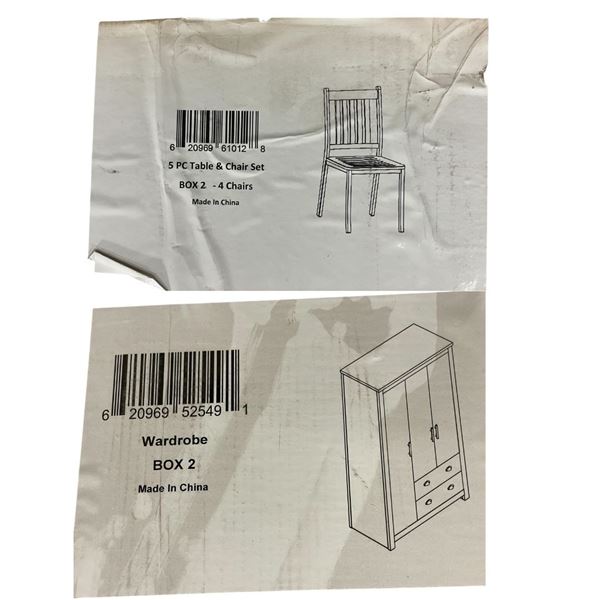 6 20969 61012 8
5 PC Table & Chair Set
BOX 2 - 4 Chairs
Made In China
6 20969 52549 1
Wardrobe
BOX 2
Made In China